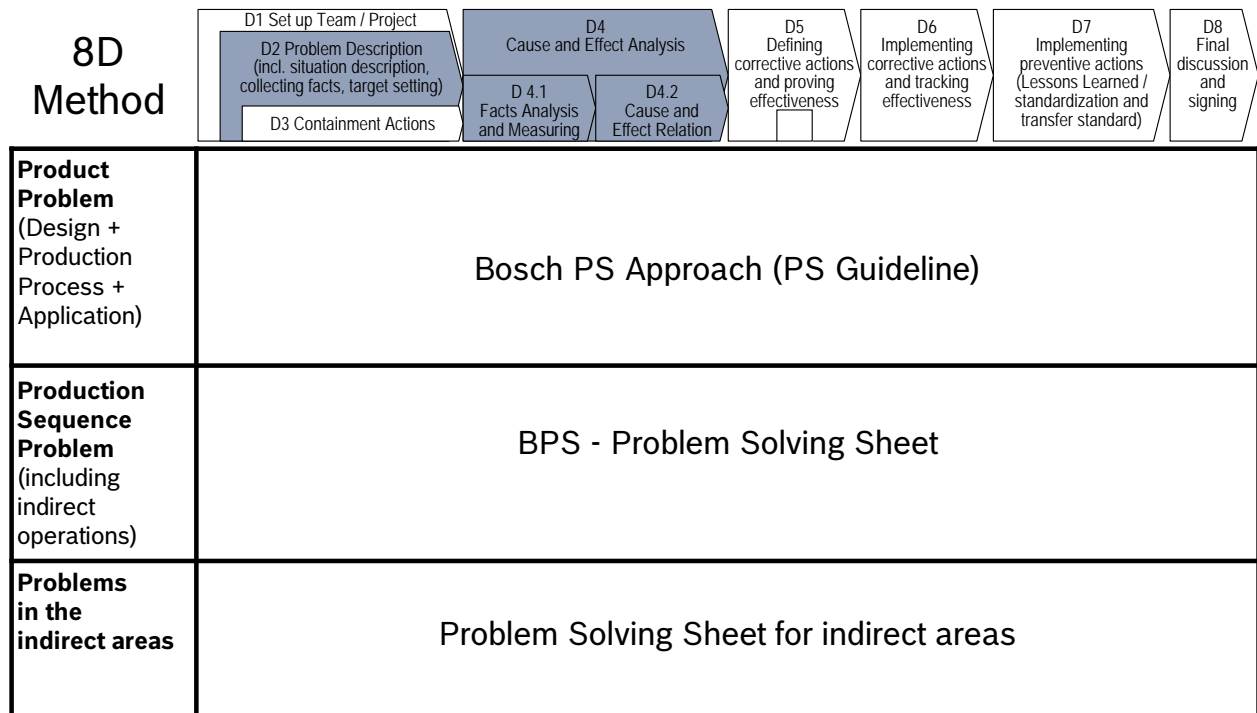 8D
Method
D1 Set up Team / Project
D2 Problem Description
(incl. situation description,
collecting facts, target setting)
D3 Containment Actions
D4
Cause and Effect Analysis
D 4.1
Facts Analysis
and Measuring
D4.2
Cause and
Effect Relation
D5
Defining
corrective actions
and proving
effectiveness
D6
Implementing
corrective actions
and tracking
effectiveness
D7
Implementing
preventive actions
(Lessons Learned /
standardization and
transfer standard)
D8
Final
discussion
and
signing
Product
Problem
(Design +
Production
Process +
Application)
Bosch PS Approach (PS Guideline)
Production
Sequence
Problem
(including
indirect
operations)
BPS - Problem Solving Sheet
Problems
in the
indirect areas
Problem Solving Sheet for indirect areas